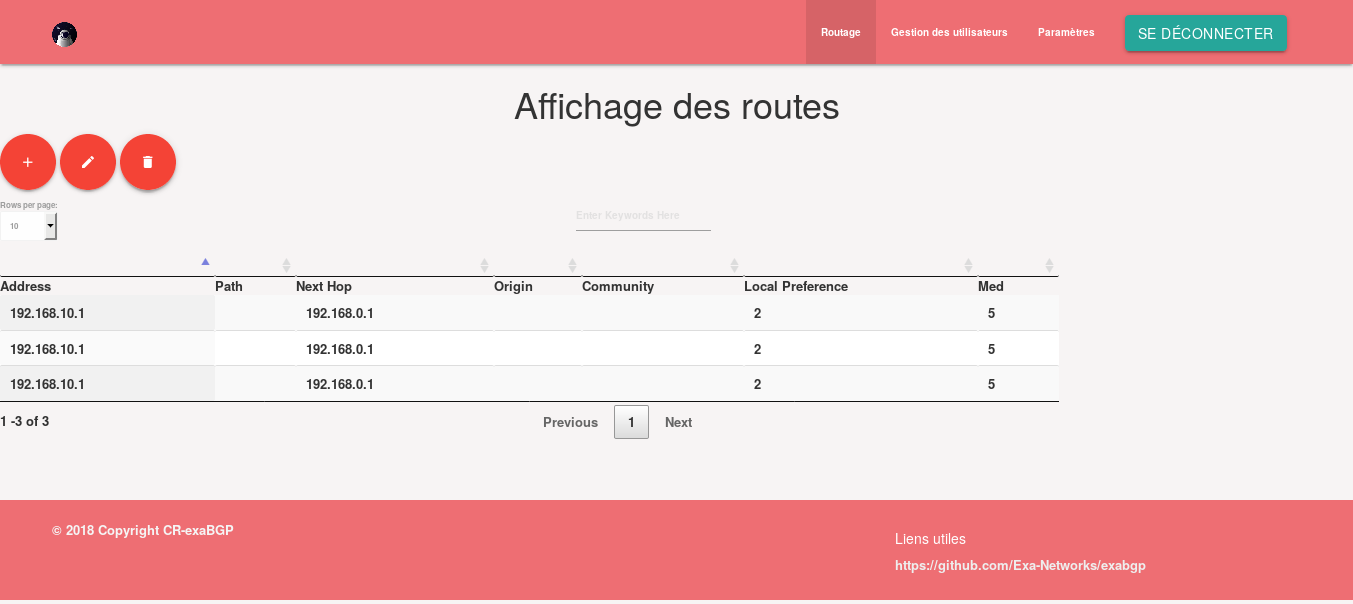 Routage Gestion des utilisateurs Paramètres SE DÉCONNECTER
Affichage des routes
Rows per page:
10
Enter Keywords Here
Address Path Next Hop Origin Community Local Preference Med
192.168.10.1 192.168.0.1 2 5
192.168.10.1 192.168.0.1 2 5
192.168.10.1 192.168.0.1 2 5
1 -3 of 3 Previous 1 Next
© 2018 Copyright CR-exaBGP
Liens utiles
https://github.com/Exa-Networks/exabgp